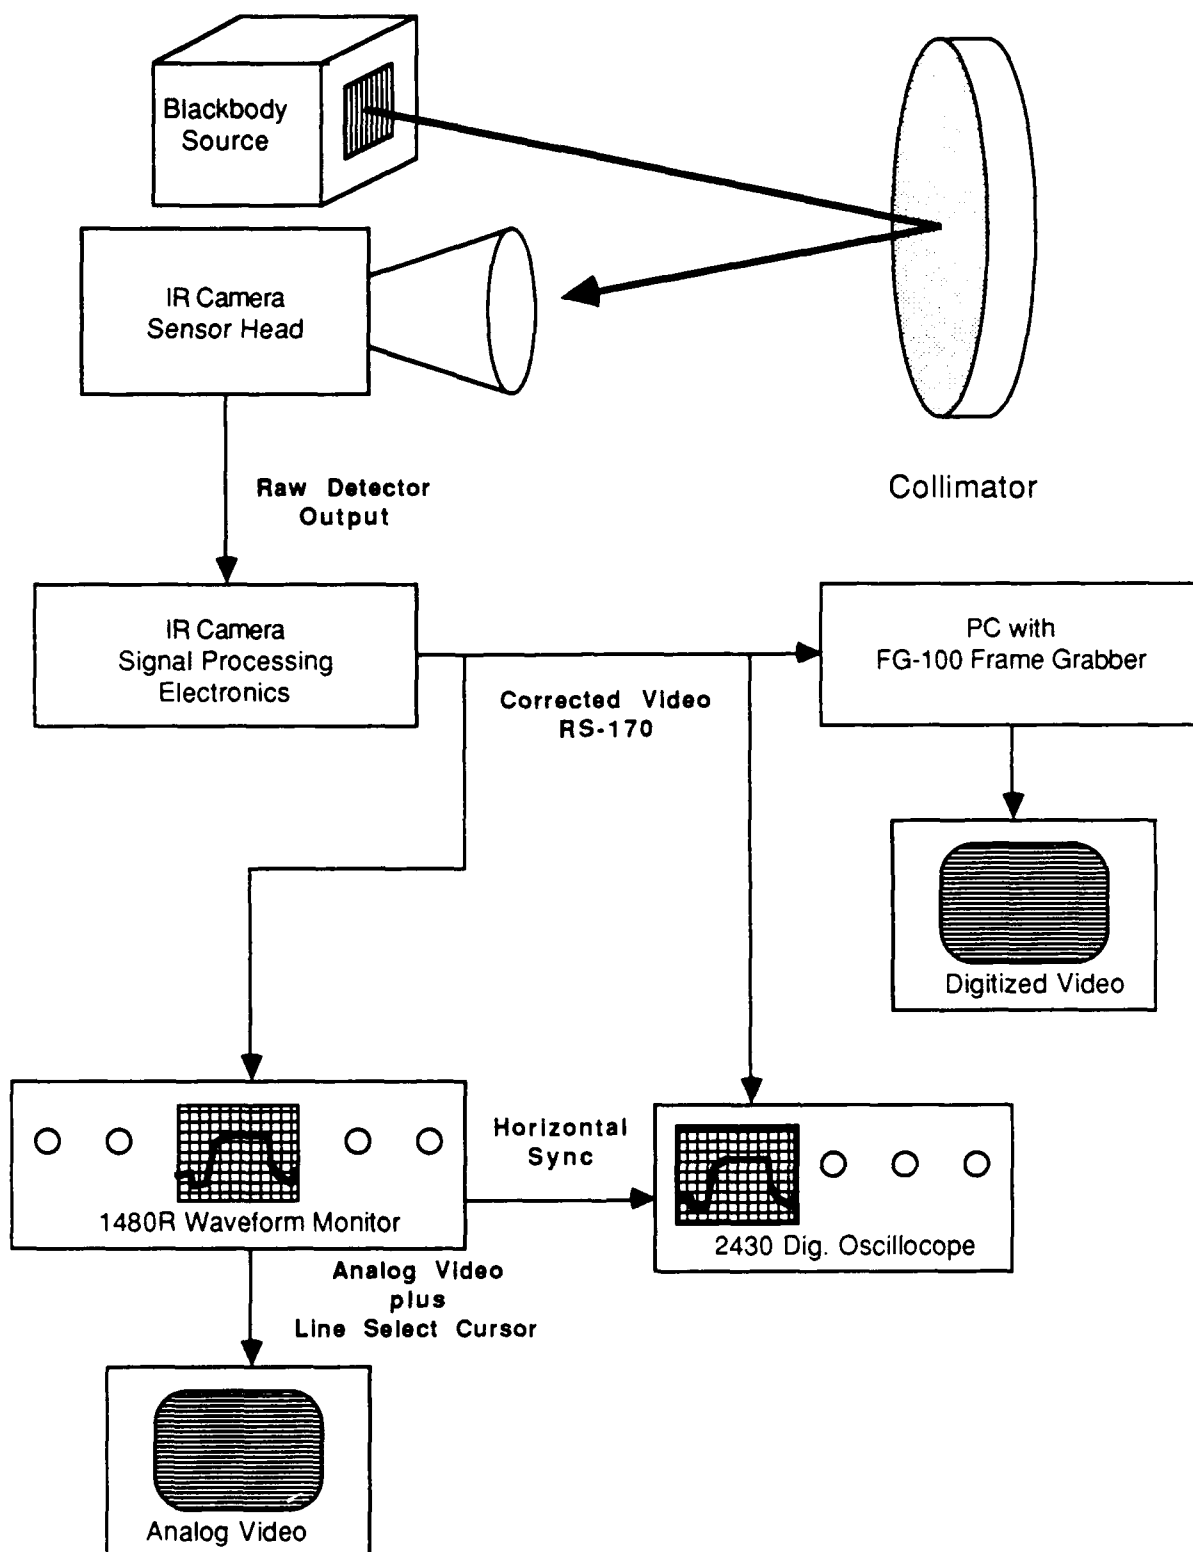 Blackbody
Source
IR Camera
Sensor Head
Collimator
Raw Detector
Output
IR Camera
Signal Processing
Electronics
PC with
FG-100 Frame Grabber
Corrected Video
RS-170
Digitized Video
Horizontal
Sync
1480R Waveform Monitor
2430 Dig. Oscillocope
Analog Video
plus
Line Select Cursor
Analog Video